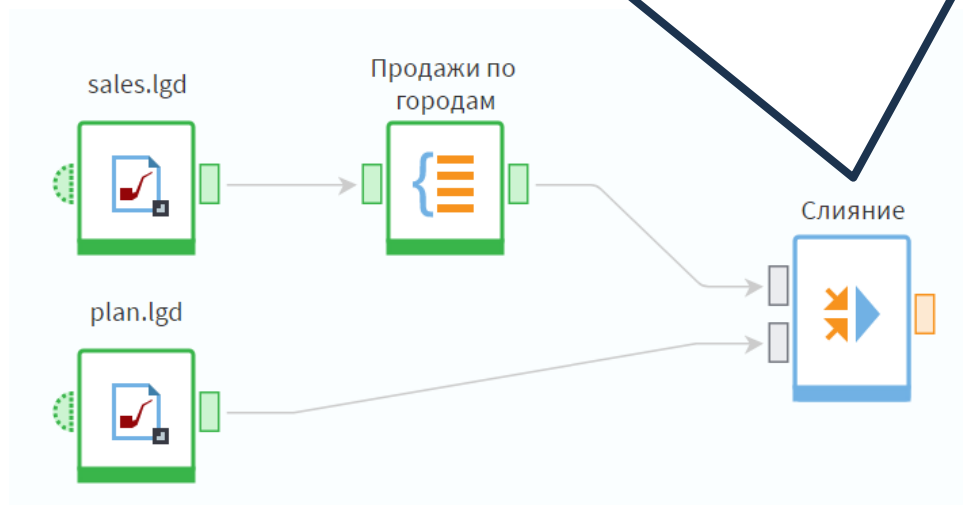 sales.lgd
Продажи по
городам
Слияние
plan.lgd